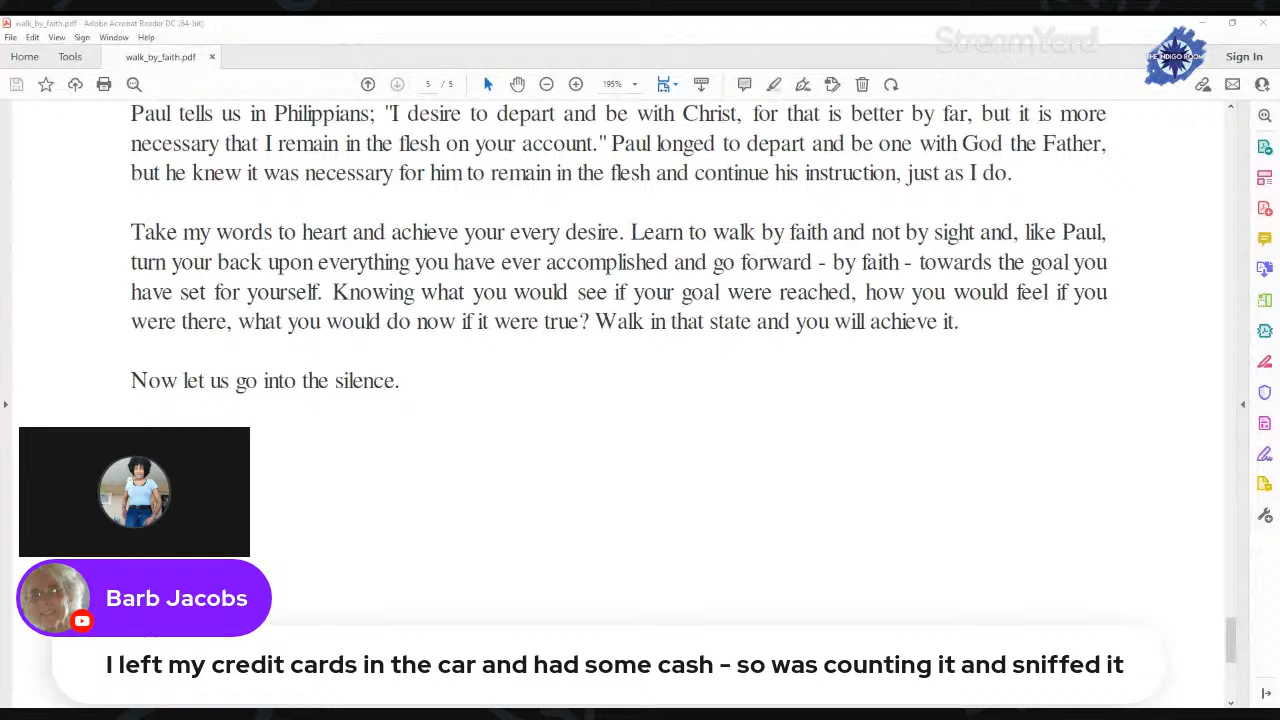 walk_by_faith.pdf - Adobe Acrobat Reader DC (64-bit)
File Edit View Sign Window Help
StreamYard
THE INDIGO ROOM
Home Tools walk_by_faith.pdf × Sign In
5 / 5 195%
Paul tells us in Philippians; "I desire to depart and be with Christ, for that is better by far, but it is more
necessary that I remain in the flesh on your account." Paul longed to depart and be one with God the Father,
but he knew it was necessary for him to remain in the flesh and continue his instruction, just as I do.
Take my words to heart and achieve your every desire. Learn to walk by faith and not by sight and, like Paul,
turn your back upon everything you have ever accomplished and go forward - by faith - towards the goal you
have set for yourself. Knowing what you would see if your goal were reached, how you would feel if you
were there, what you would do now if it were true? Walk in that state and you will achieve it.
Now let us go into the silence.
Barb Jacobs
I left my credit cards in the car and had some cash - so was counting it and sniffed it